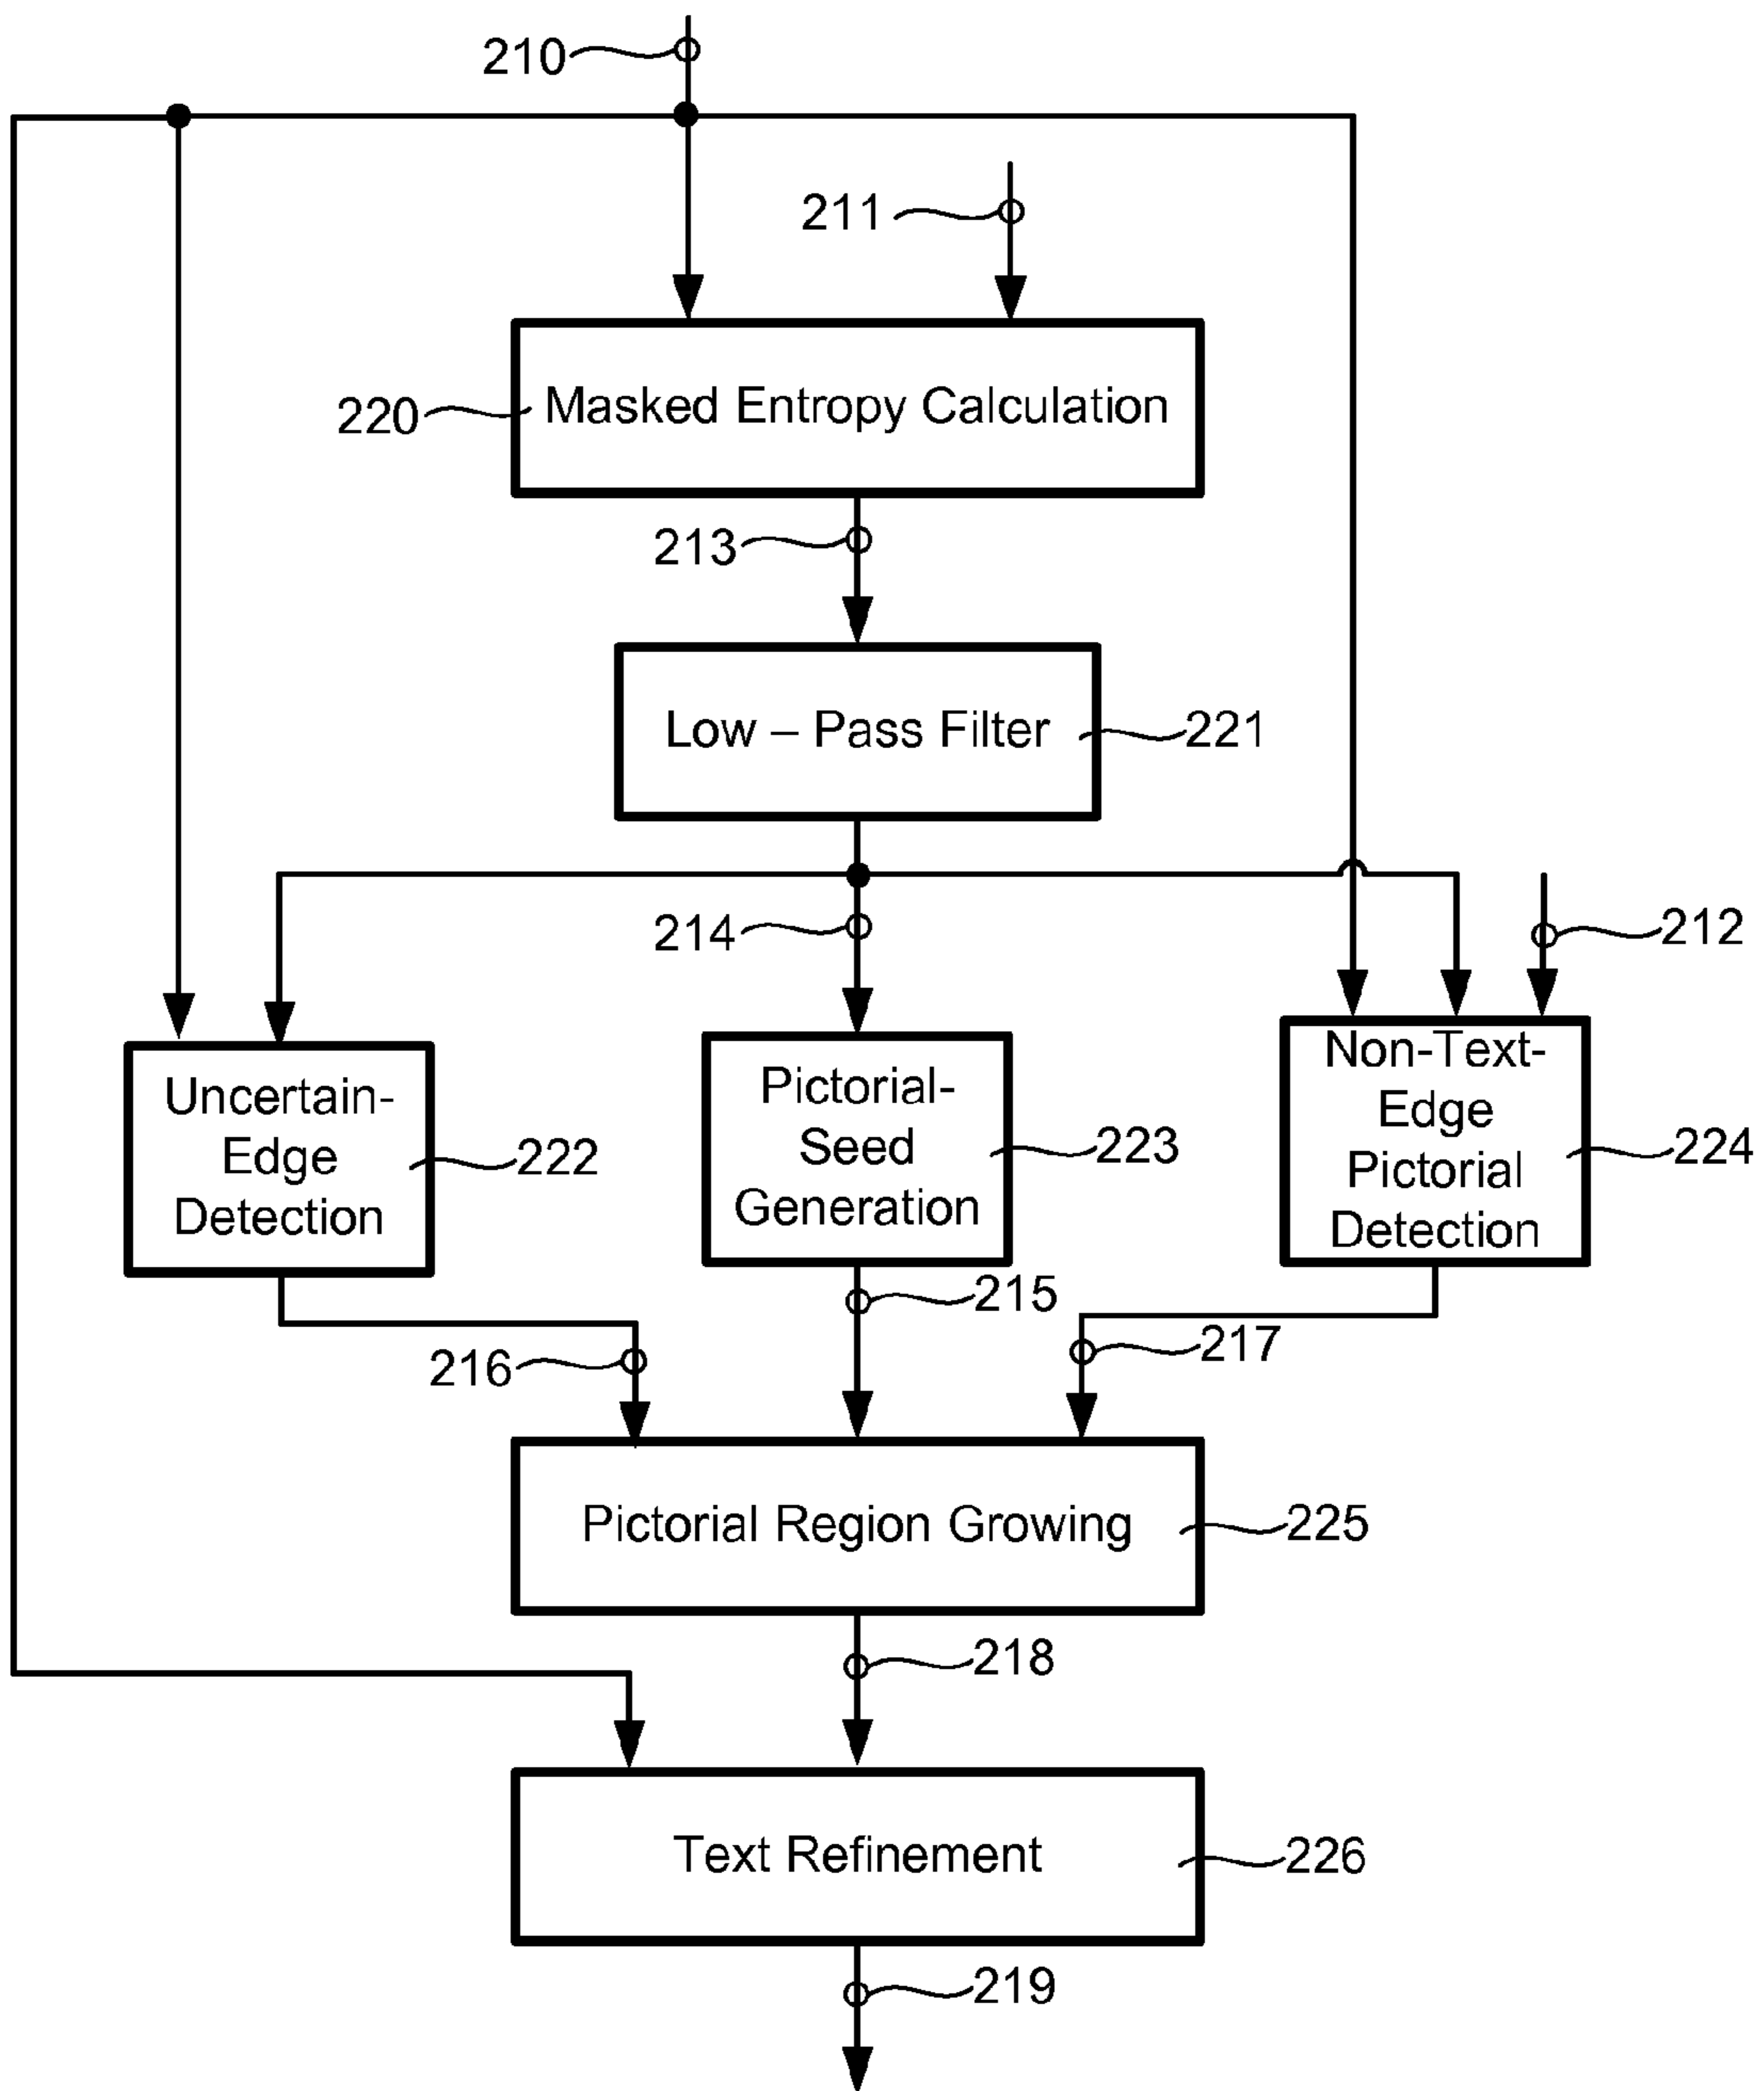 210
211
220
Masked Entropy Calculation
213
Low – Pass Filter
221
214
212
Uncertain-
Edge
Detection
222
Pictorial-
Seed
Generation
223
Non-Text-
Edge
Pictorial
Detection
224
215
216
217
Pictorial Region Growing
225
218
Text Refinement
226
219